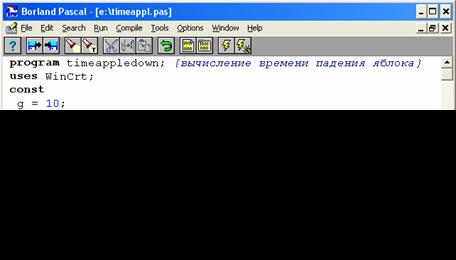 Borland Pascal - [e:\timeappl.pas]
File Edit Search Run Compile Tools Options Window Help
program timeappledown; {вычисление времени падения яблока}
uses WinCrt;
const
g = 10;